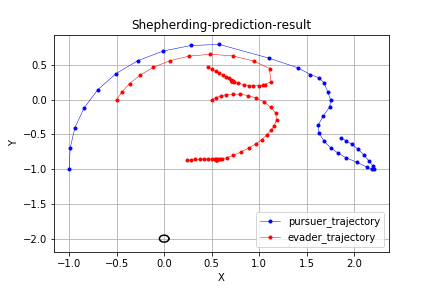 Shepherding-prediction-result
0.5
0.0
−0.5
−1.0
−1.5
−2.0
Y
−1.0 −0.5 0.0 0.5 1.0 1.5 2.0
X
pursuer_trajectory
evader_trajectory